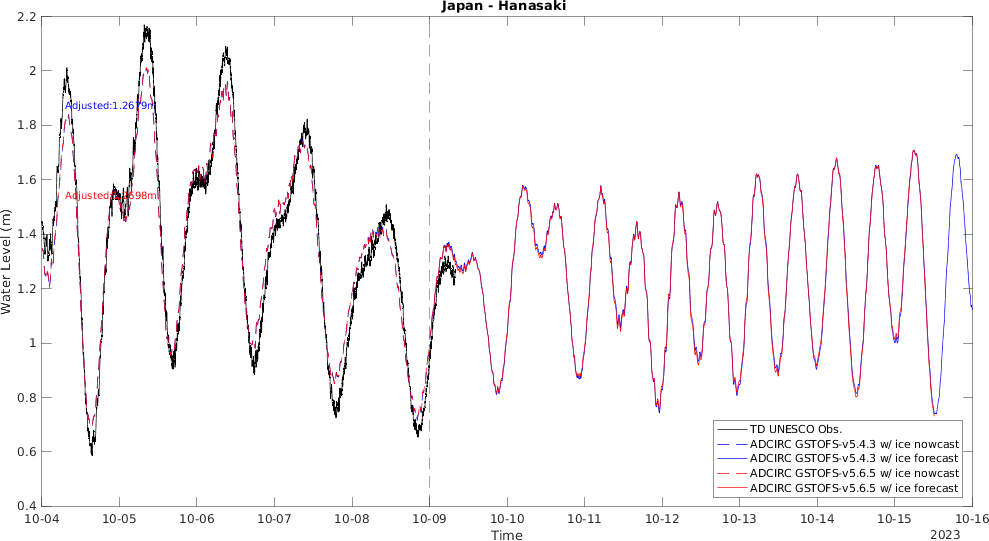 Japan - Hanasaki
2.2
2
1.8
1.6
1.4
1.2
1
0.8
0.6
0.4
Water Level (m)
Adjusted:1.2679m
10-04
10-05
10-06
10-07
10-08
10-09
10-10
10-11
10-12
10-13
10-14
10-15
10-16
Time
2023
TD UNESCO Obs.
ADCIRC GSTOFS-v5.4.3 w/ ice nowcast
ADCIRC GSTOFS-v5.4.3 w/ ice forecast
ADCIRC GSTOFS-v5.6.5 w/ ice nowcast
ADCIRC GSTOFS-v5.6.5 w/ ice forecast